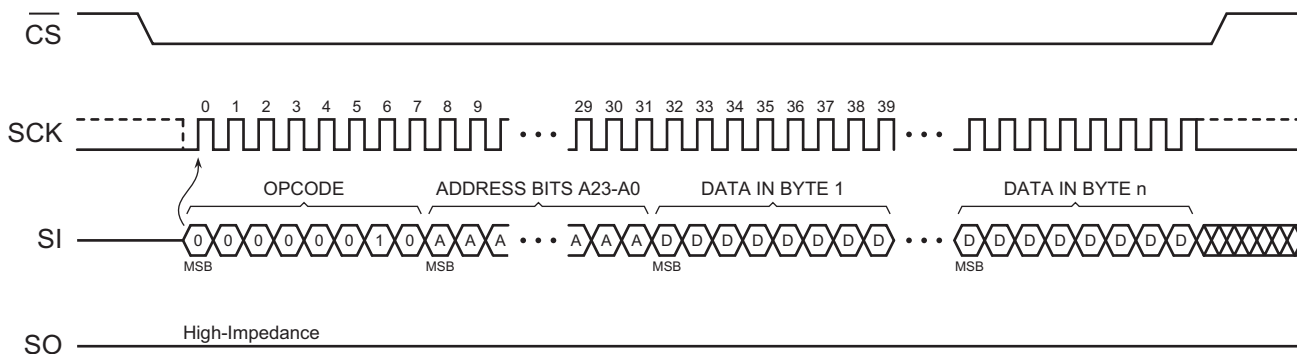 CS
SCK
0 1 2 3 4 5 6 7 8 9 29 30 31 32 33 34 35 36 37 38 39
OPCODE ADDRESS BITS A23-A0 DATA IN BYTE 1 DATA IN BYTE n
SI
0 0 0 0 0 0 1 0 A A A A A A D D D D D D D D D D D D D D D D
MSB MSB MSB MSB
High-Impedance
SO